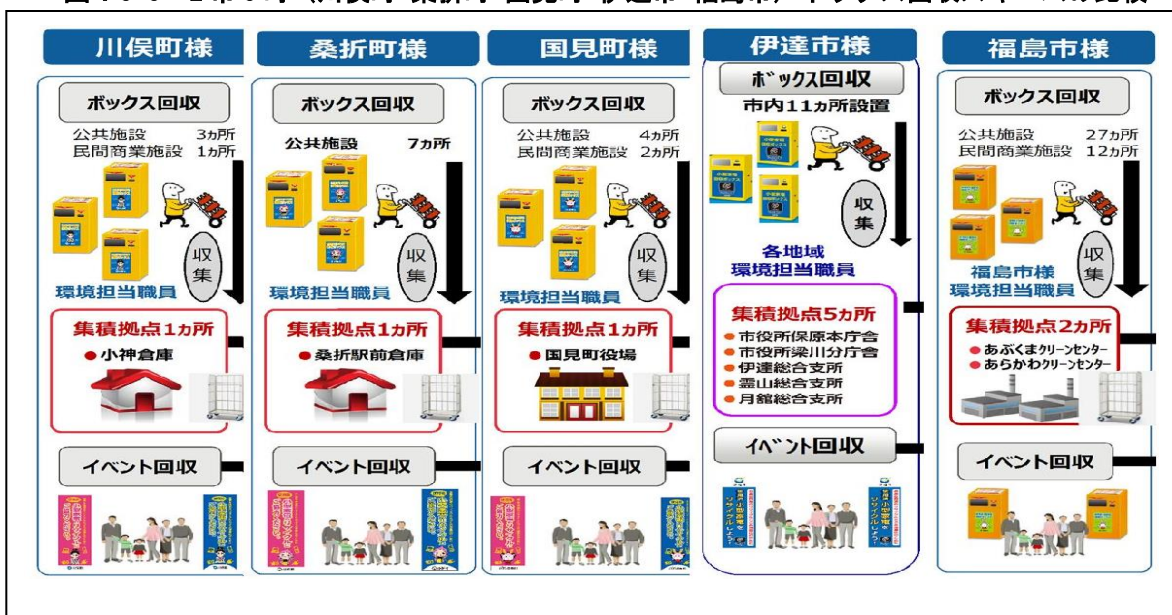 川俣町様
ボックス回収
公共施設 3ヵ所
民間商業施設 1ヵ所
収集
環境担当職員
集積拠点1ヵ所
●小神倉庫
イベント回収
桑折町様
ボックス回収
公共施設 7ヵ所
収集
環境担当職員
集積拠点1ヵ所
●桑折駅前倉庫
イベント回収
国見町様
ボックス回収
公共施設 4ヵ所
民間商業施設 2ヵ所
収集
環境担当職員
集積拠点1ヵ所
●国見町役場
イベント回収
伊達市様
ボックス回収
市内11ヵ所設置
収集
各地域
環境担当職員
集積拠点5ヵ所
●市役所保原本庁舎
●市役所梁川分庁舎
●伊達総合支所
●霊山総合支所
●月舘総合支所
イベント回収
福島市様
ボックス回収
公共施設 27ヵ所
民間商業施設 12ヵ所
収集
福島市様
環境担当職員
集積拠点2ヵ所
●あぶくまクリーンセンター
●あらかわクリーンセンター
イベント回収